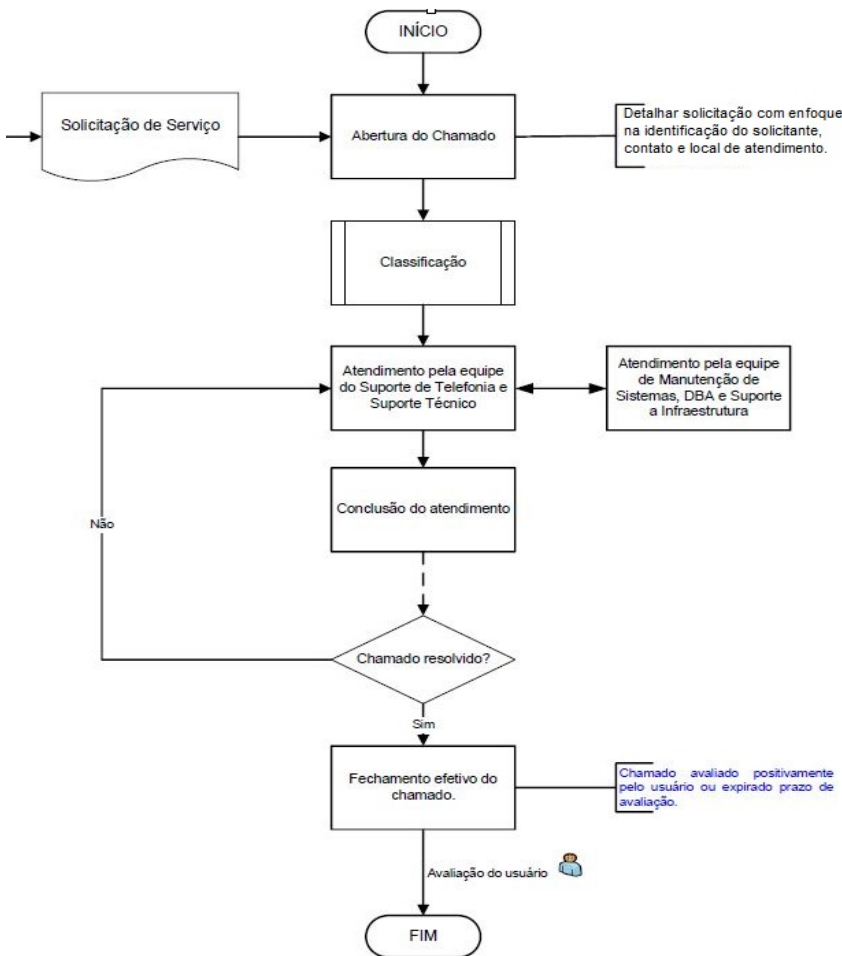 INÍCIO
Solicitação de Serviço
Abertura do Chamado
Detalhar solicitação com enfoque
na identificação do solicitante,
contato e local de atendimento.
Classificação
Atendimento pela equipe
do Suporte de Telefonia e
Suporte Técnico
Atendimento pela equipe
de Manutenção de
Sistemas, DBA e Suporte
a Infraestrutura
Conclusão do atendimento
Não
Chamado resolvido?
Sim
Fechamento efetivo do
chamado.
Chamado avaliado positivamente
pelo usuário ou expirado prazo de
avaliação.
Avaliação do usuário
FIM